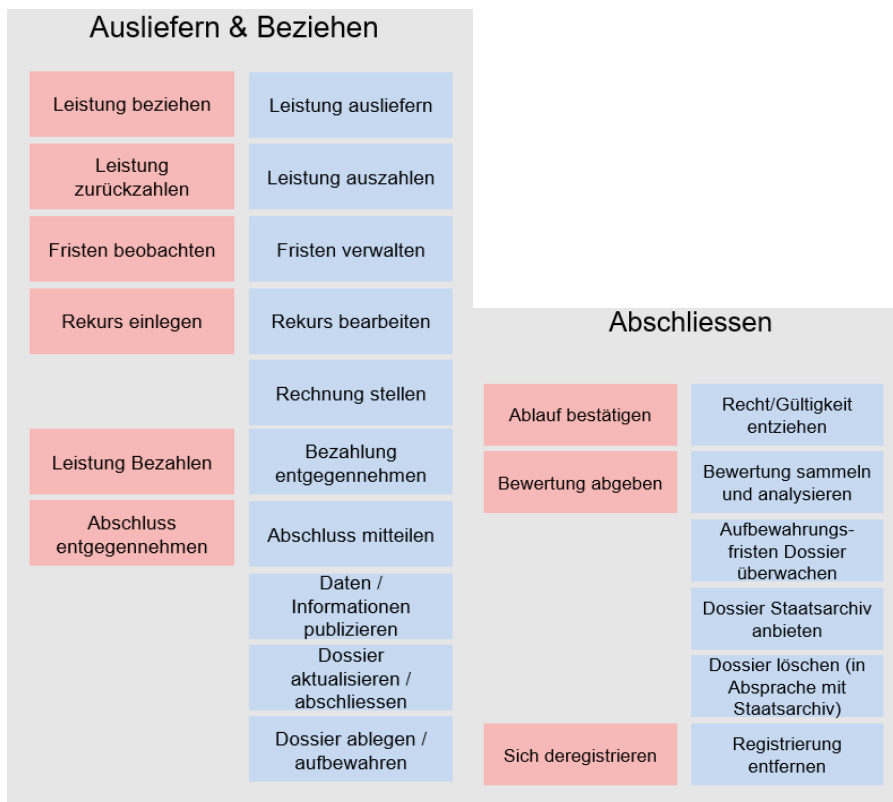 Ausliefern & Beziehen
Leistung beziehen
Leistung ausliefern
Leistung
zurückzahlen
Leistung auszahlen
Fristen beobachten
Fristen verwalten
Rekurs einlegen
Rekurs bearbeiten
Rechnung stellen
Leistung Bezahlen
Bezahlung
entgegennehmen
Abschluss
entgegennehmen
Abschluss mitteilen
Daten /
Informationen
publizieren
Dossier
aktualisieren /
abschliessen
Dossier ablegen /
aufbewahren
Abschliessen
Ablauf bestätigen
Recht/Gültigkeit
entziehen
Bewertung abgeben
Bewertung sammeln
und analysieren
Aufbewahrungs-
fristen Dossier
überwachen
Dossier Staatsarchiv
anbieten
Dossier löschen (in
Absprache mit
Staatsarchiv)
Sich deregistrieren
Registrierung
entfernen